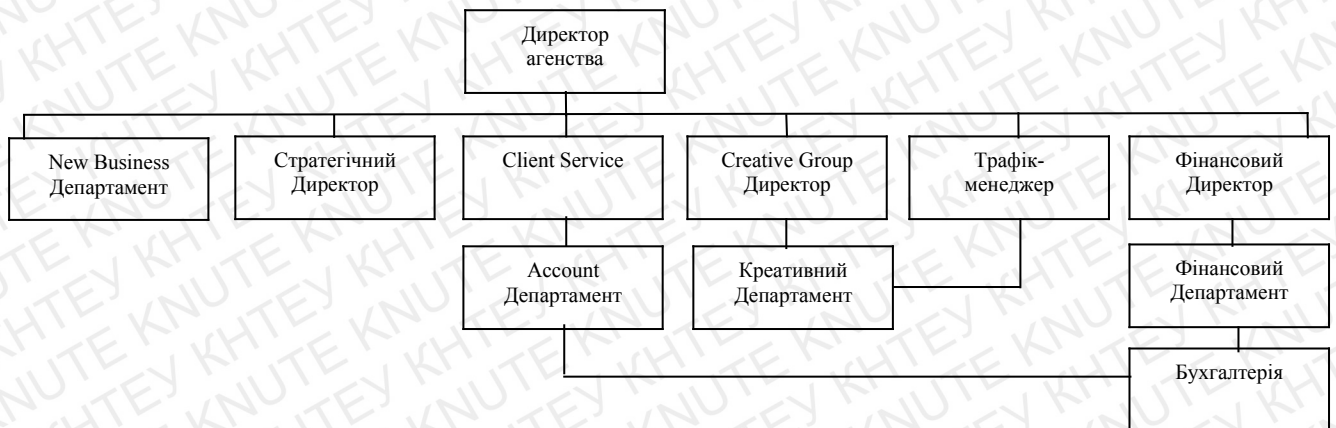 Директор
агенства
New Business
Департамент
Стратегічний
Директор
Client Service
Creative Group
Директор
Трафік-
менеджер
Фінансовий
Директор
Account
Департамент
Креативний
Департамент
Фінансовий
Департамент
Бухгалтерія